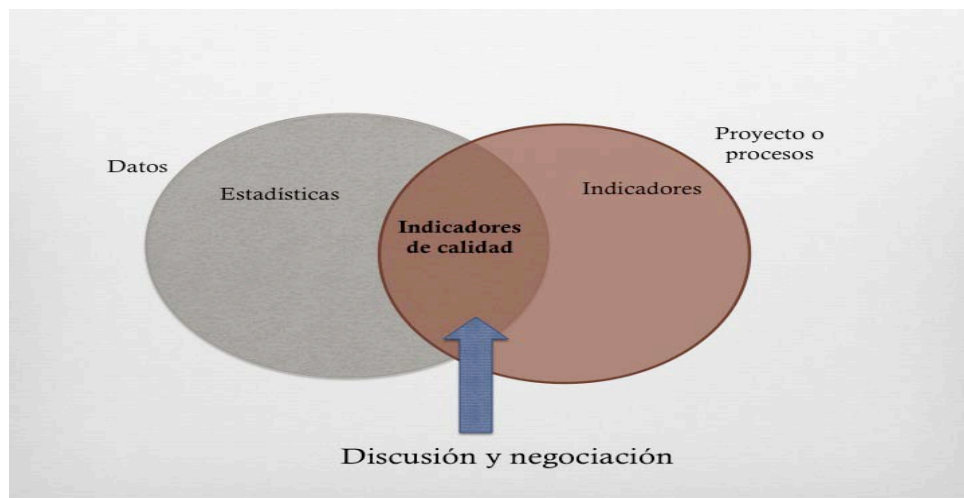 Datos
Estadísticas
Indicadores
de calidad
Indicadores
Proyecto o
procesos
Discusión y negociación